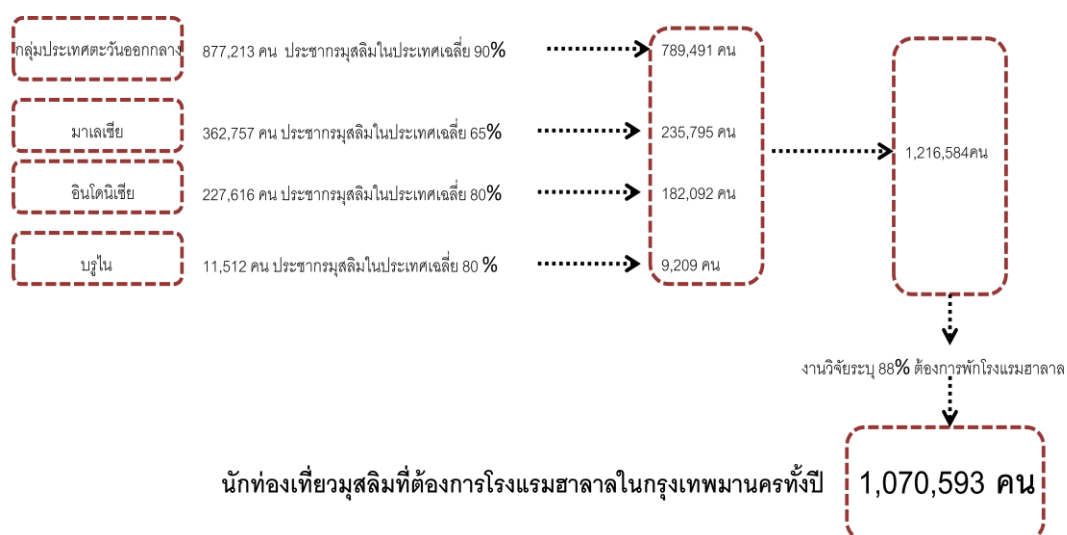 กลุ่มประเทศตะวันออกกลาง 877,213 คน ประชากรมุสลิมในประเทศเฉลี่ย 90% 789,491 คน
มาเลเซีย 362,757 คน ประชากรมุสลิมในประเทศเฉลี่ย 65% 235,795 คน
1,216,584คน
อินโดนิเซีย 227,616 คน ประชากรมุสลิมในประเทศเฉลี่ย 80% 182,092 คน
บรูไน 11,512 คน ประชากรมุสลิมในประเทศเฉลี่ย 80 % 9,209 คน
งานวิจัยระบุ 88% ต้องการพักโรงแรมฮาลาล
นักท่องเที่ยวมุสลิมที่ต้องการโรงแรมฮาลาลในกรุงเทพมานครทั้งปี 1,070,593 คน